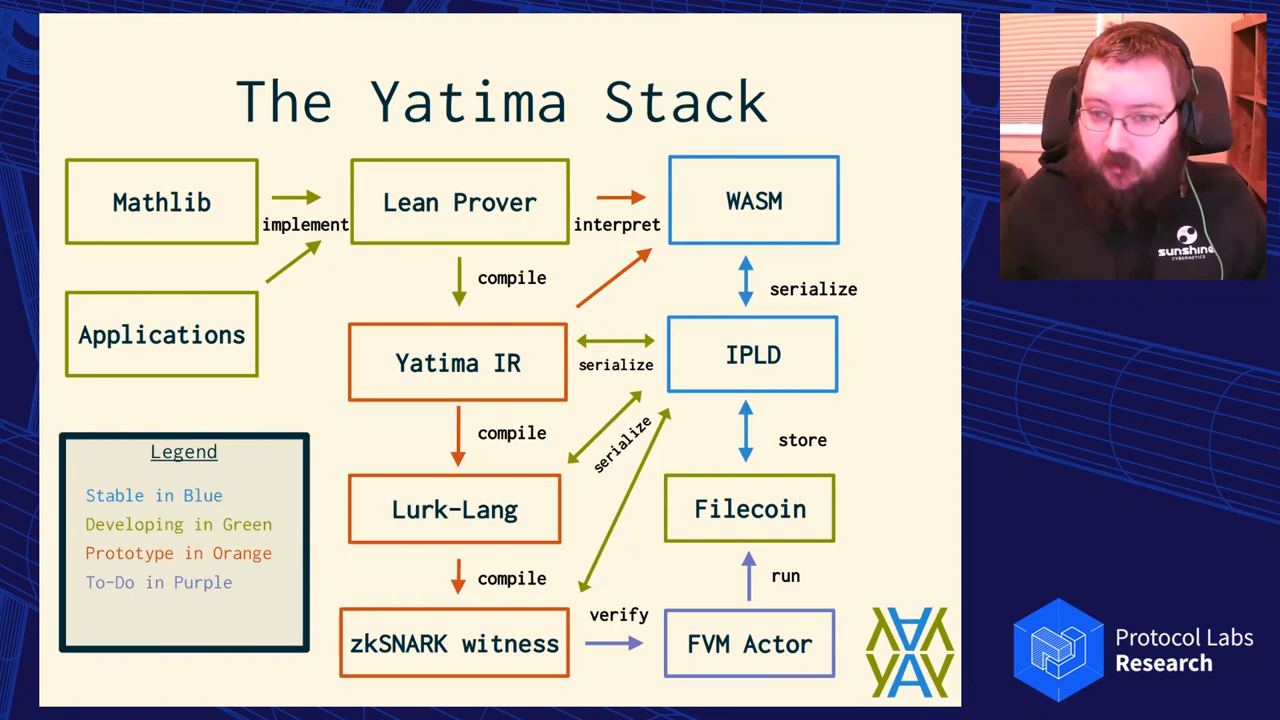 The Yatima Stack
Mathlib
implement
Lean Prover
interpret
WASM
compile
serialize
Applications
Yatima IR
serialize
IPLD
compile
serialize
store
Legend
Stable in Blue
Developing in Green
Prototype in Orange
To-Do in Purple
Lurk-Lang
Filecoin
compile
run
zkSNARK witness
verify
FVM Actor
sunshine
CYBERNETICS
Protocol Labs
Research